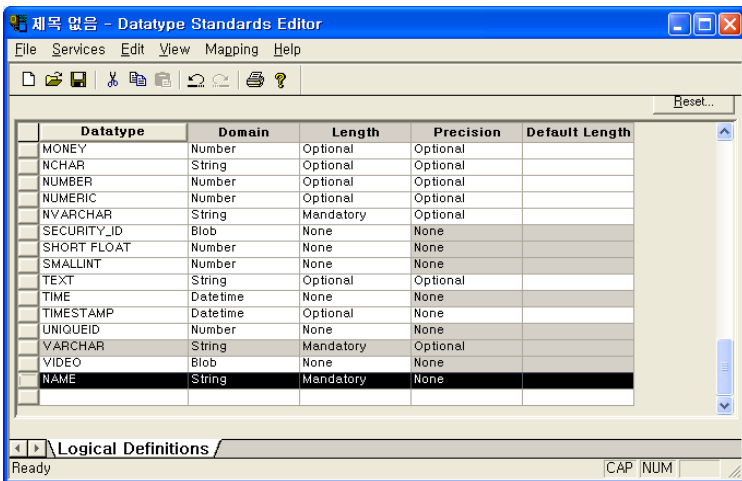 제목 없음 - Datatype Standards Editor
File Services Edit View Mapping Help
Reset...
Datatype Domain Length Precision Default Length
MONEY Number Optional Optional
NCHAR String Optional Optional
NUMBER Number Optional Optional
NUMERIC Number Optional Optional
NVARCHAR String Mandatory Optional
SECURITY_ID Blob None None
SHORT FLOAT Number None None
SMALLINT Number None None
TEXT String Optional Optional
TIME Datetime None None
TIMESTAMP Datetime Optional None
UNIQUEID Number None None
VARCHAR String Mandatory Optional
VIDEO Blob None None
NAME String Mandatory None
Logical Definitions
Ready CAP NUM